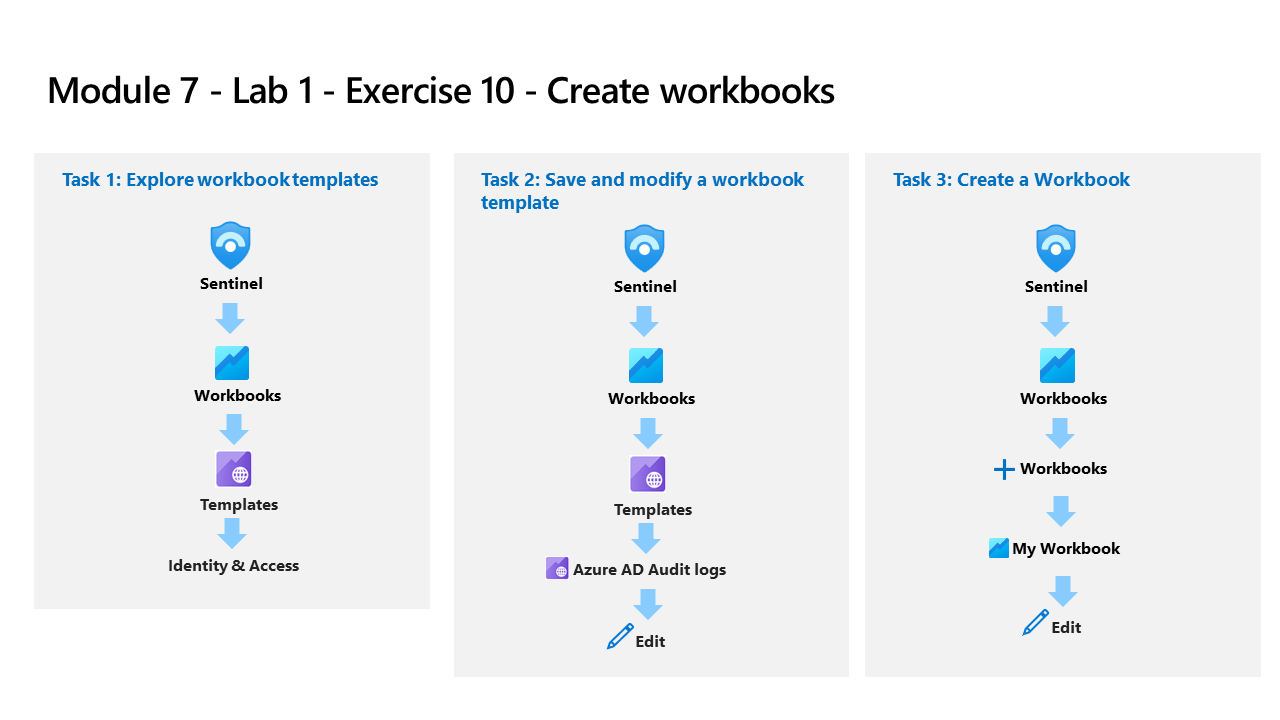 Module 7 - Lab 1 - Exercise 10 - Create workbooks
Task 1: Explore workbook templates
Sentinel
Workbooks
Templates
Identity & Access
Task 2: Save and modify a workbook
template
Sentinel
Workbooks
Templates
Azure AD Audit logs
Edit
Task 3: Create a Workbook
Sentinel
Workbooks
Workbooks
My Workbook
Edit